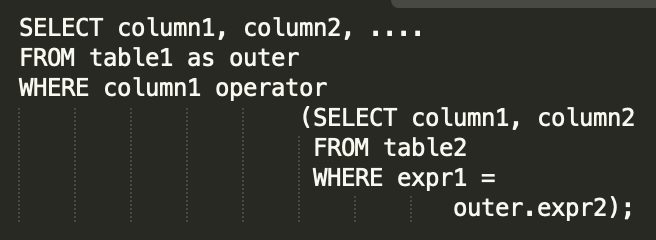 SELECT column1, column2, ....
FROM table1 as outer
WHERE column1 operator
(SELECT column1, column2
FROM table2
WHERE expr1 =
outer.expr2);